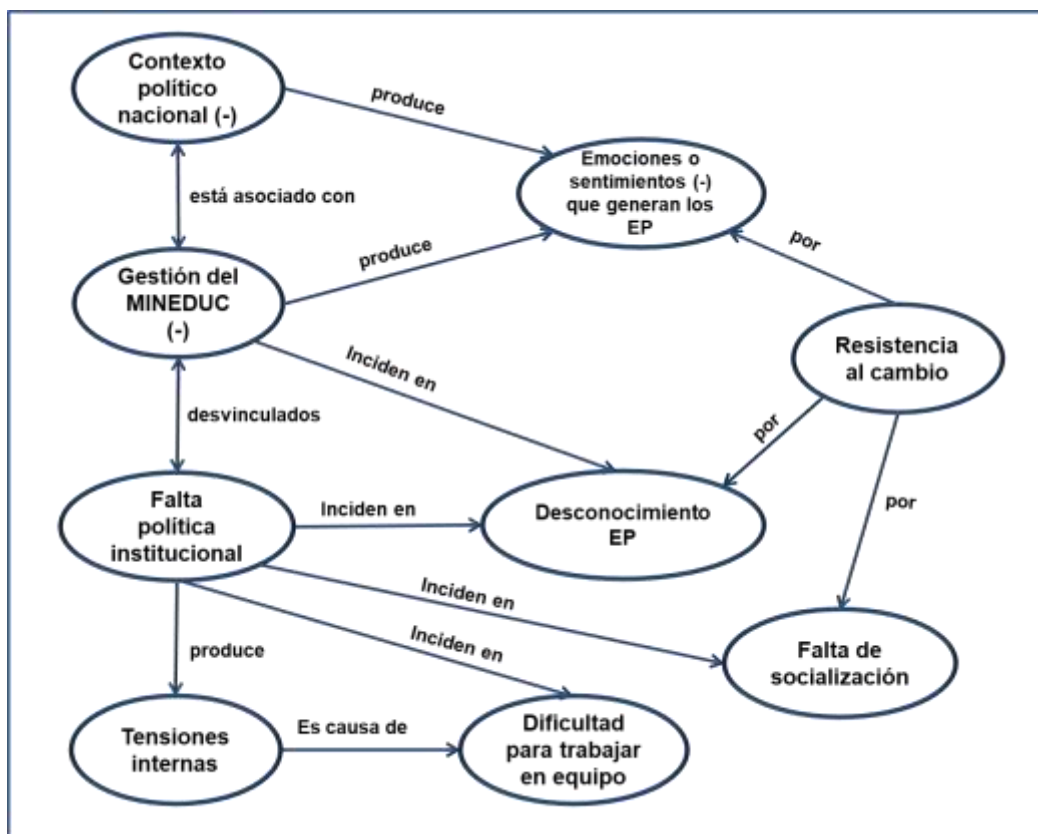 Contexto
político
nacional (-)
produce
Emociones o
sentimientos (-)
que generan los
EP
está asociado con
produce
por
Gestión del
MINEDUC
(-)
Inciden en
Resistencia
al cambio
desvinculados
por
Falta
política
institucional
Inciden en
Desconocimiento
EP
por
Inciden en
Inciden en
produce
Falta de
socialización
Tensiones
internas
Es causa de
Dificultad
para trabajar
en equipo